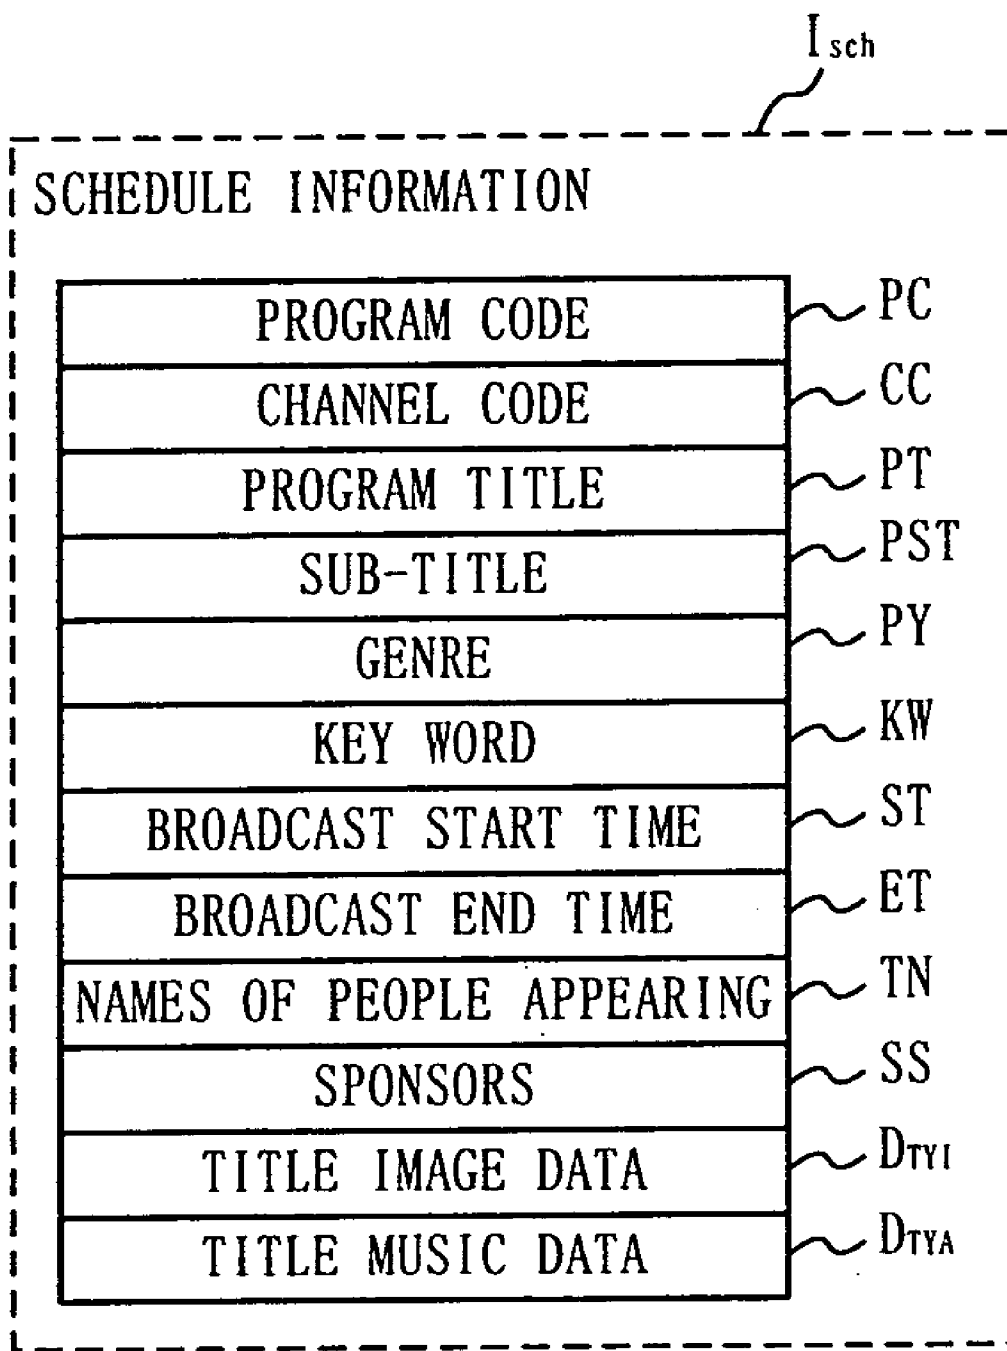 Isch
SCHEDULE INFORMATION
PROGRAM CODE PC
CHANNEL CODE CC
PROGRAM TITLE PT
SUB-TITLE PST
GENRE PY
KEY WORD KW
BROADCAST START TIME ST
BROADCAST END TIME ET
NAMES OF PEOPLE APPEARING TN
SPONSORS SS
TITLE IMAGE DATA DTYI
TITLE MUSIC DATA DTYA